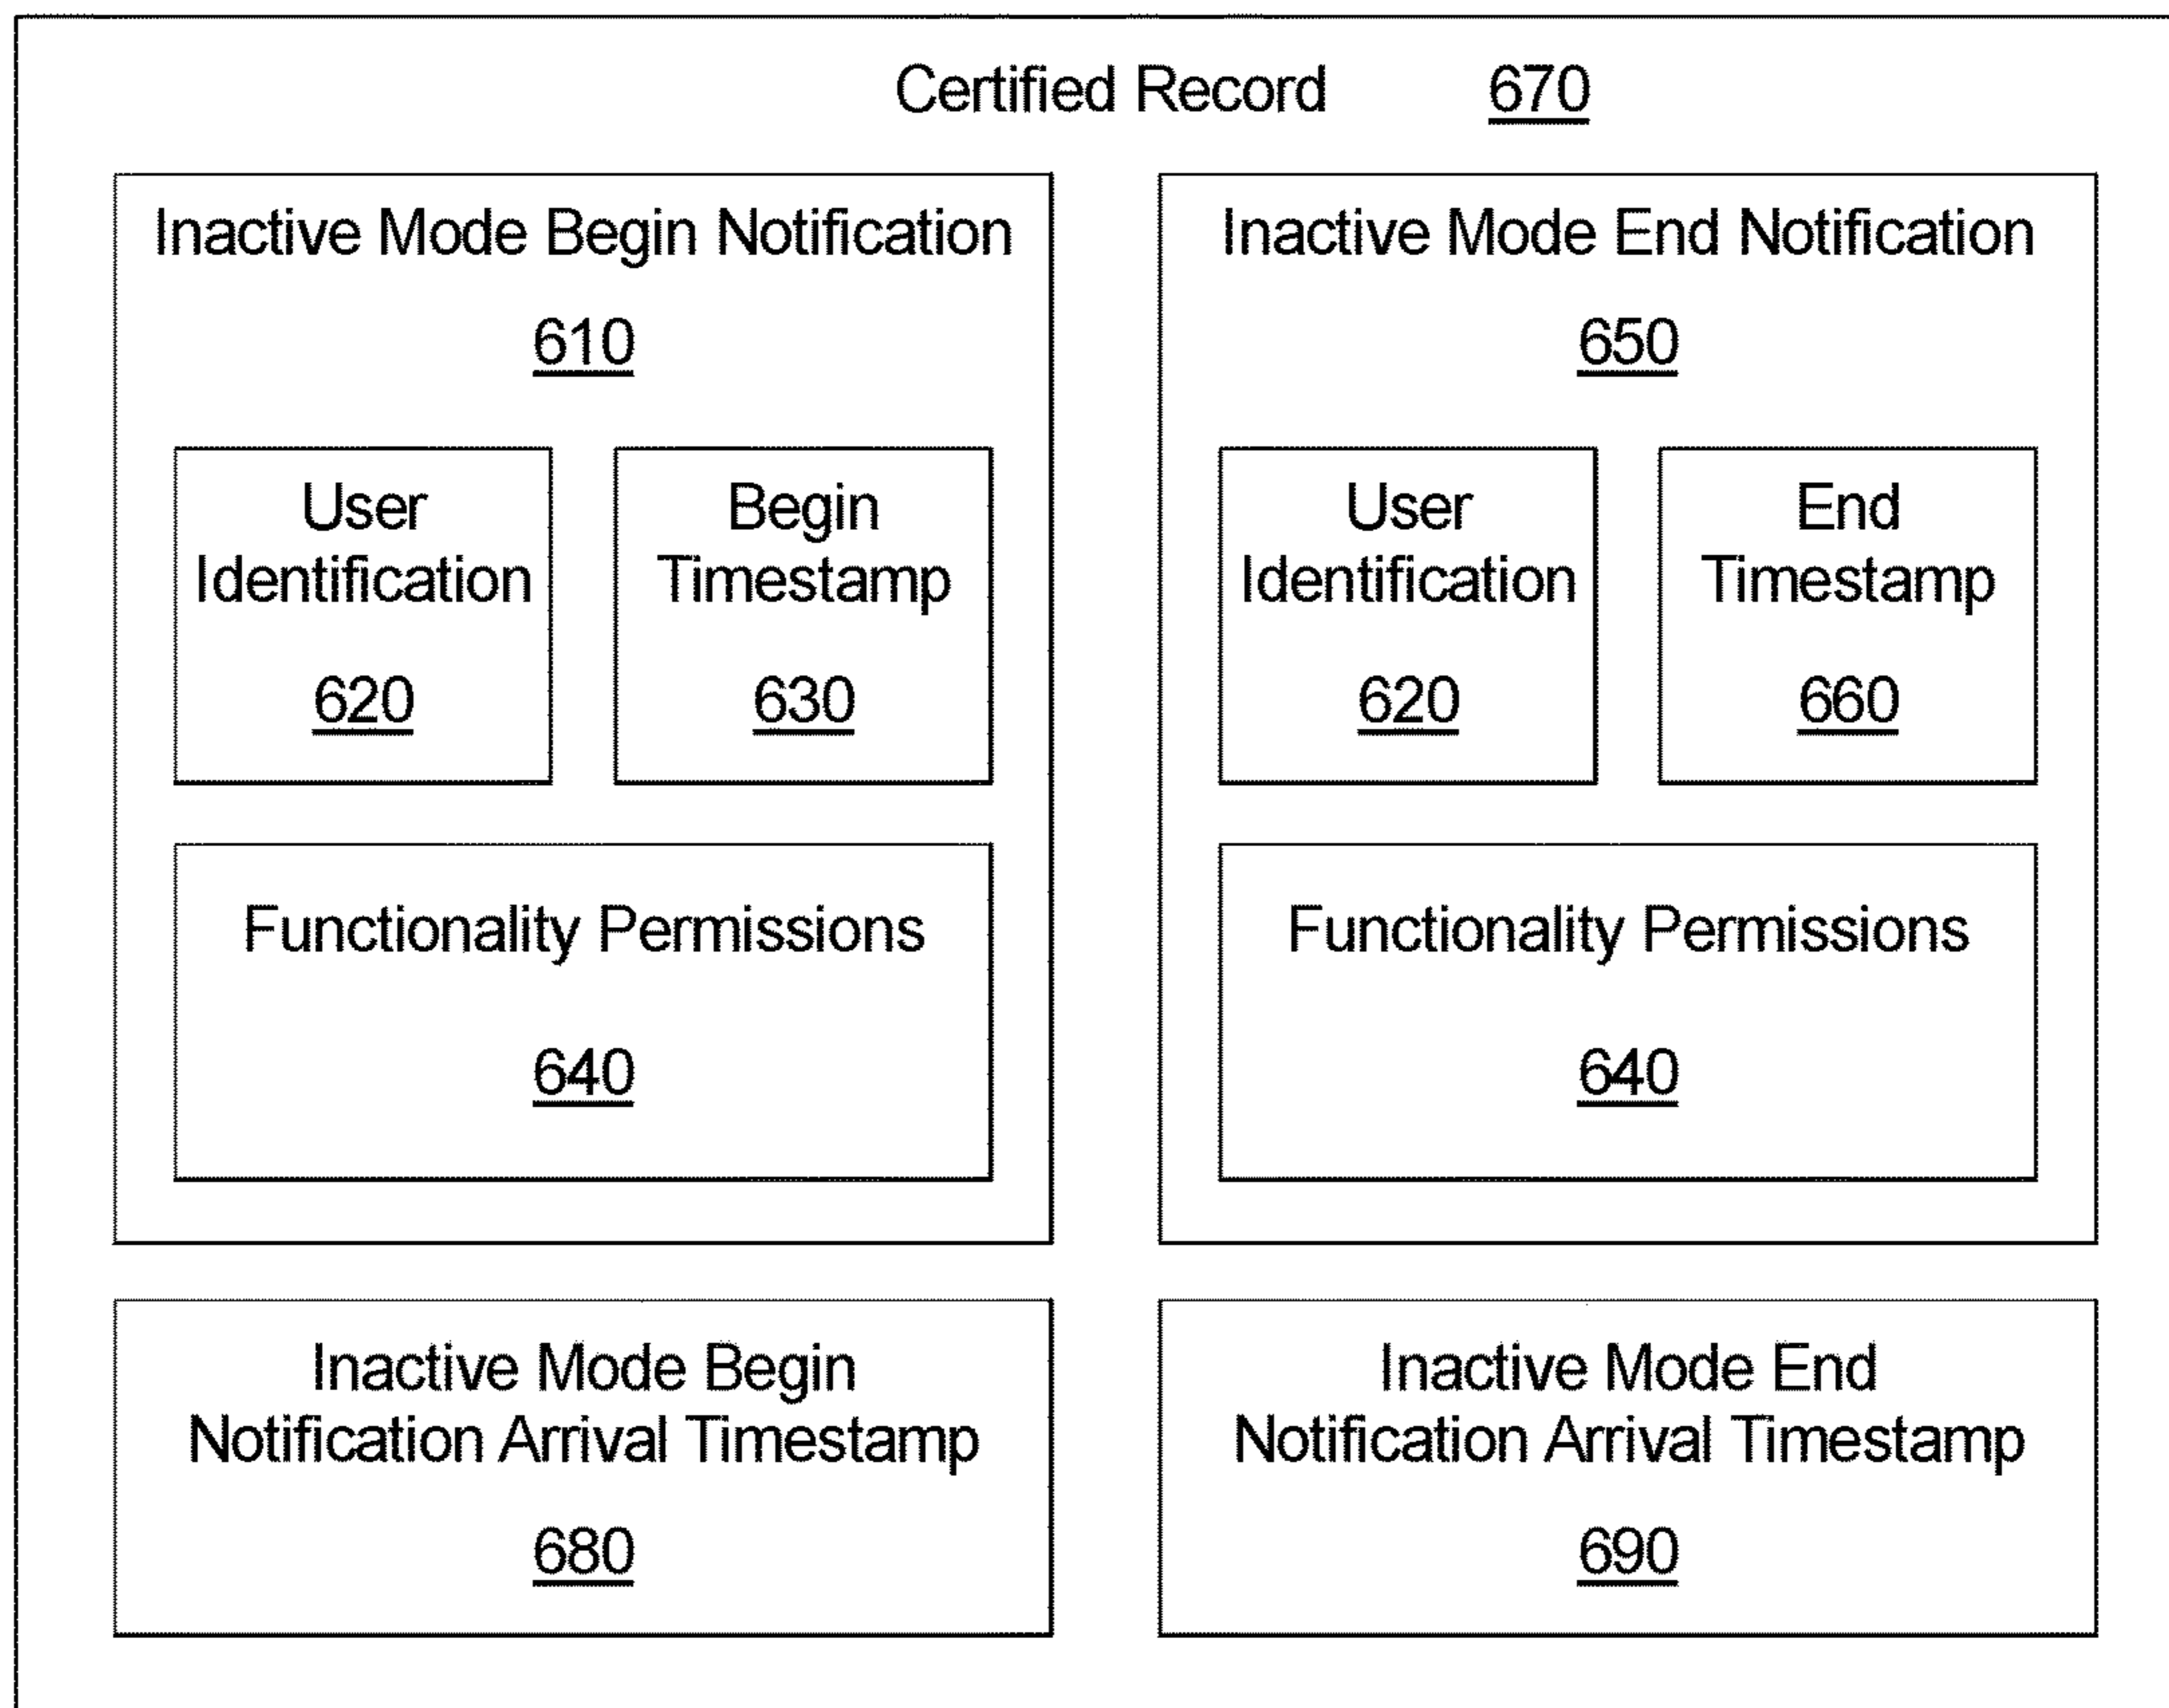 Certified Record 670
Inactive Mode Begin Notification
610
User
Identification
620
Begin
Timestamp
630
Functionality Permissions
640
Inactive Mode End Notification
650
User
Identification
620
End
Timestamp
660
Functionality Permissions
640
Inactive Mode Begin
Notification Arrival Timestamp
680
Inactive Mode End
Notification Arrival Timestamp
690